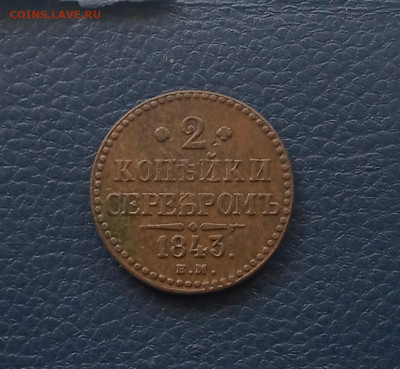 COINS.LAVE.RU
2
КОПѢЙКИ
СЕРЕБРОМЪ
1843.
Е.М.